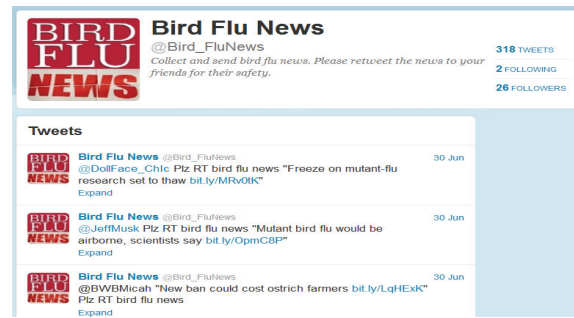 BIRD
FLU
NEWS
Bird Flu News
@Bird_FluNews
Collect and send bird flu news. Please retweet the news to your
friends for their safety.
318 TWEETS
2 FOLLOWING
26 FOLLOWERS
Tweets
BIRD
FLU
NEWS
Bird Flu News @Bird_FluNews
30 Jun
@DollFace_ChIc Plz RT bird flu news "Freeze on mutant-flu
research set to thaw bit.ly/MRv0tK"
Expand
BIRD
FLU
NEWS
Bird Flu News @Bird_FluNews
30 Jun
@JeffMusk Plz RT bird flu news "Mutant bird flu would be
airborne, scientists say bit.ly/OpmC8P"
Expand
BIRD
FLU
NEWS
Bird Flu News @Bird_FluNews
30 Jun
@BWBMicah "New ban could cost ostrich farmers bit.ly/LqHExK"
Plz RT bird flu news
Expand